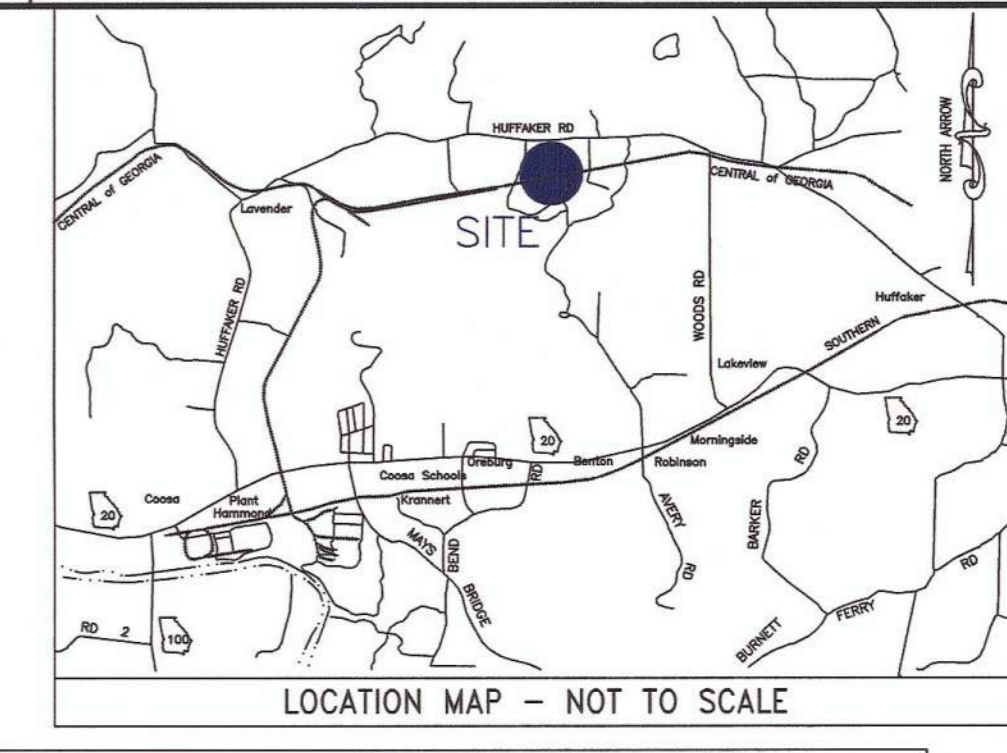 HUFFAKER RD
NORTH ARROW
CENTRAL of GEORGIA
CENTRAL of GEORGIA
Lavender
SITE
HUFFAKER RD
WOODS RD
Huffaker
SOUTHERN
Lakeview
20
20
Morningside
Oreburg
RD
Benton
Robinson
RD
Coosa Schools
Coosa
Plant
Hammond
Krannert
20
AVERY
RD
BARKER
MAYS
BEND
BRIDGE
RD
FERRY
BURNETT
RD 2
100
LOCATION MAP - NOT TO SCALE